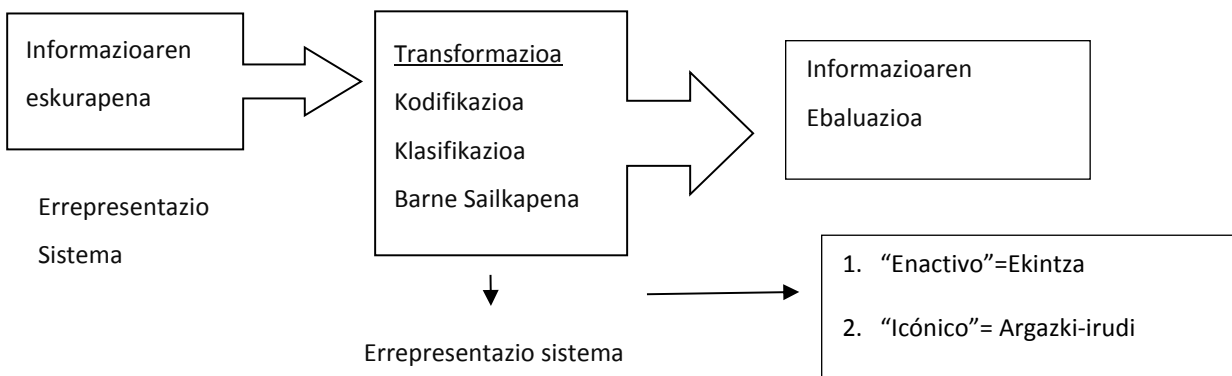 Informazioaren
eskurapena
Transformazioa
Kodifikazioa
Klasifikazioa
Barne Sailkapena
Informazioaren
Ebaluazioa
Errepresentazio
Sistema
Errepresentazio sistema
1. “Enactivo”=Ekintza
2. “Icónico”= Argazki-irudi